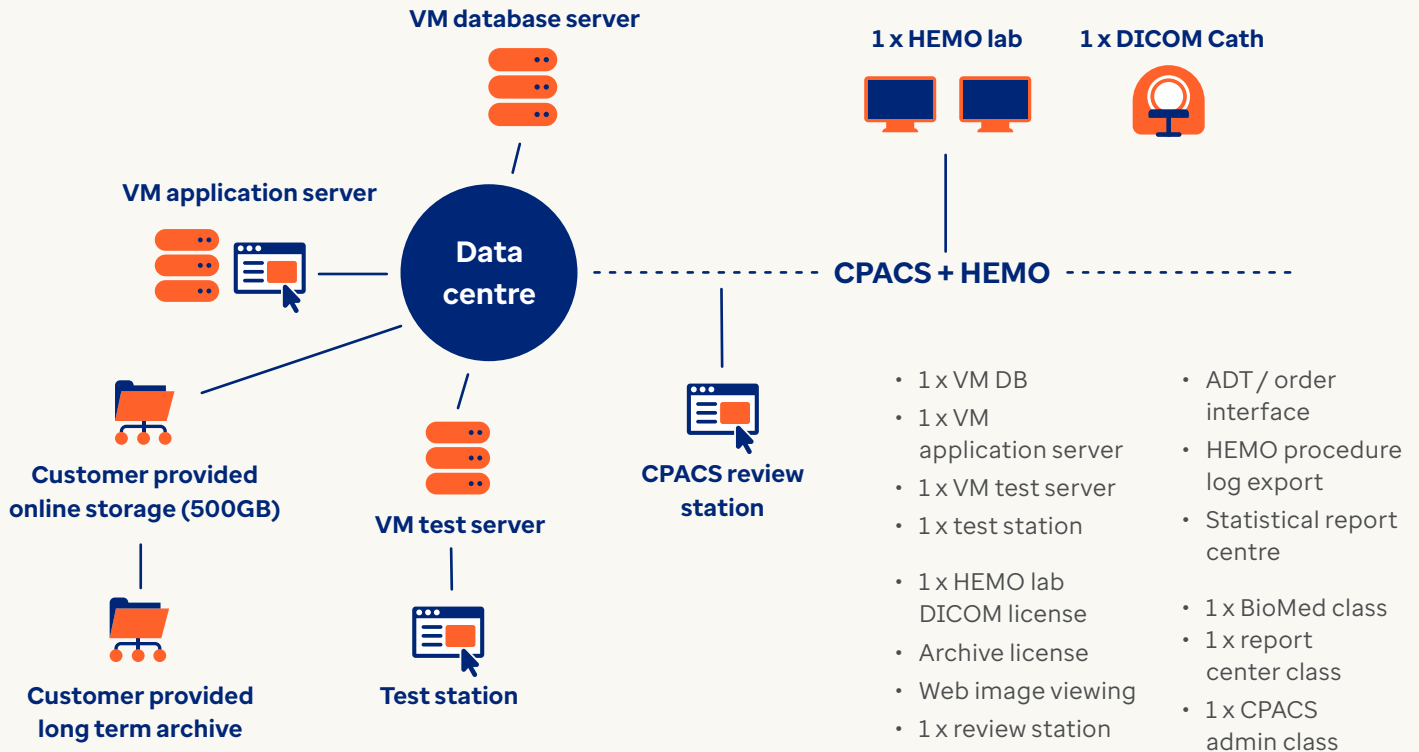 VM database server
1 x HEMO lab
1 x DICOM Cath
VM application server
Data
centre
CPACS + HEMO
Customer provided
online storage (500GB)
VM test server
CPACS review
station
Customer provided
long term archive
Test station
• 1 x VM DB
• 1 x VM
application server
• 1 x VM test server
• 1 x test station
• 1 x HEMO lab
DICOM license
• Archive license
• Web image viewing
• 1 x review station
• ADT / order
interface
• HEMO procedure
log export
• Statistical report
centre
• 1 x BioMed class
• 1 x report
center class
• 1 x CPACS
admin class